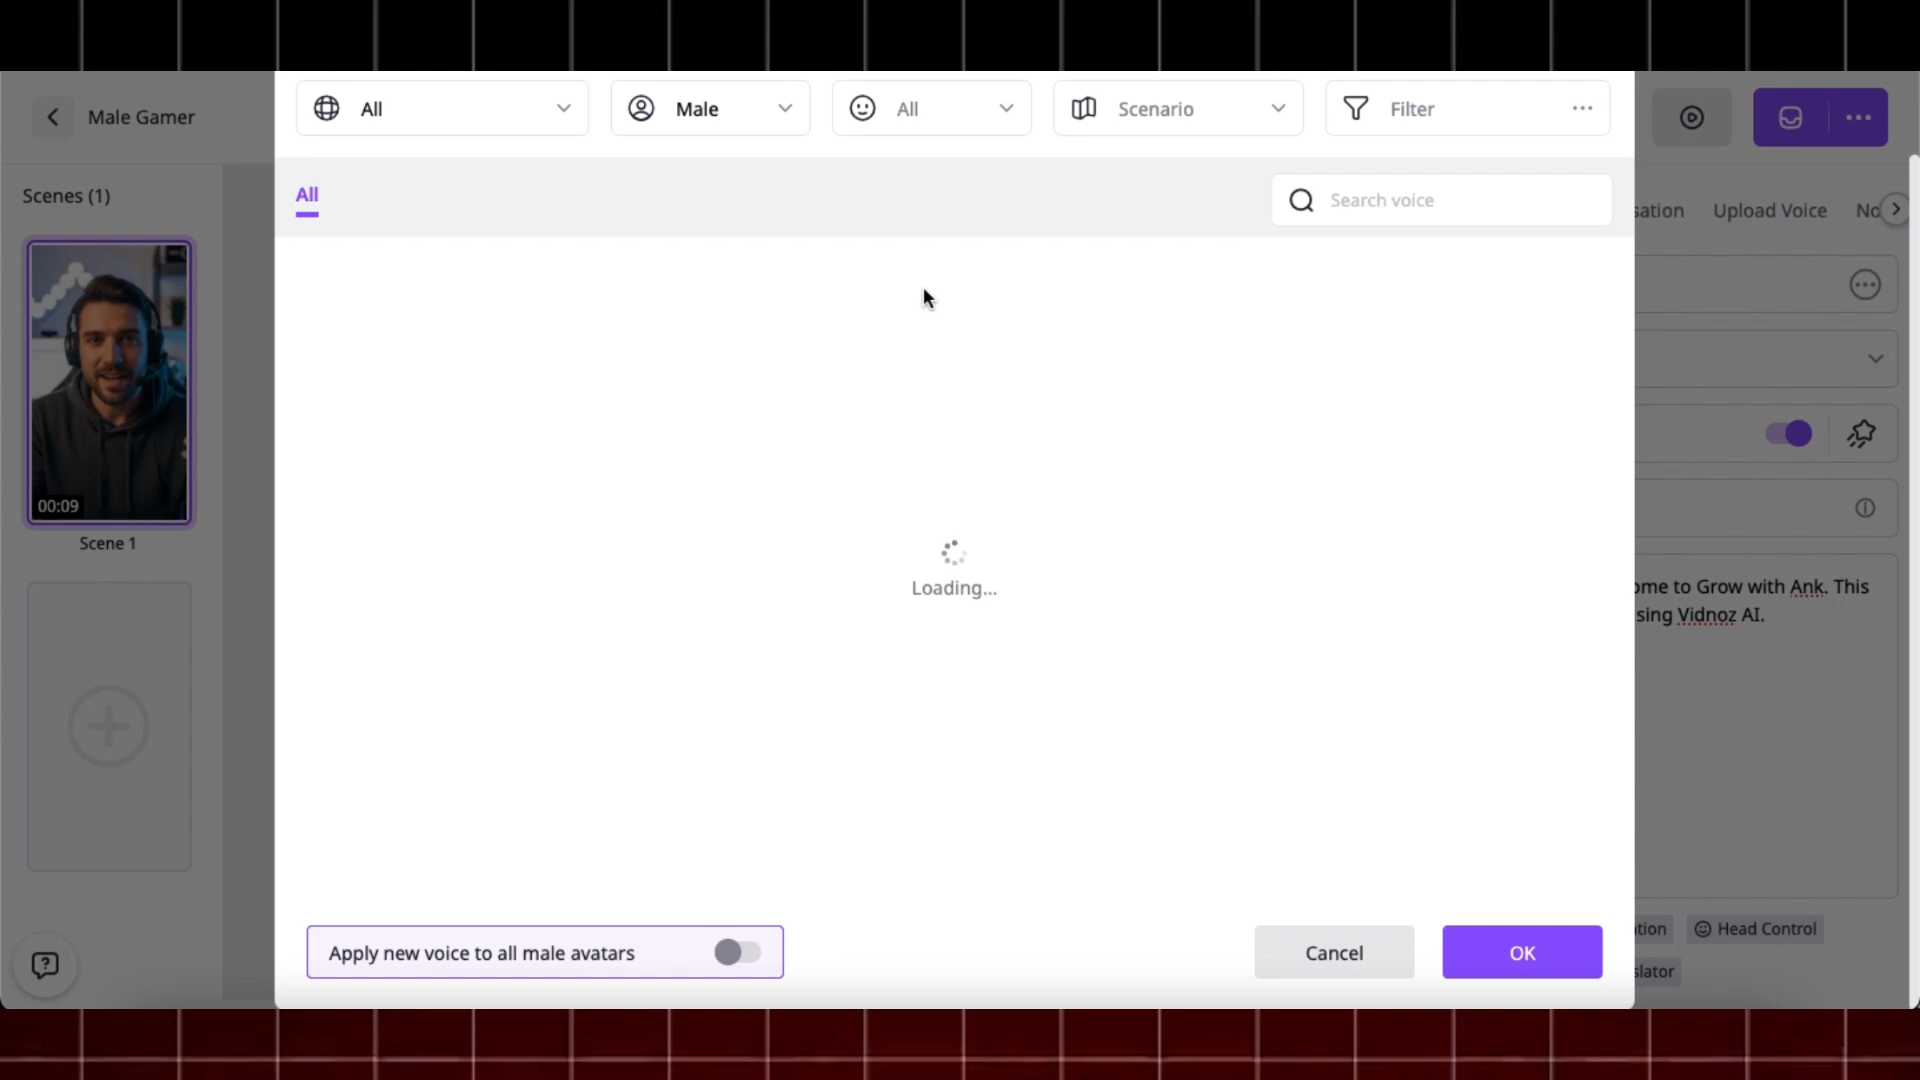 Male Gamer
All
Male
All
Scenario
Filter
Scenes (1)
All
Search voice
sation
Upload Voice
No
00:09
Scene 1
Loading...
ome to Grow with Ank. This
sing Vidnoz AI.
Apply new voice to all male avatars
Cancel
OK
ition
Head Control
slator